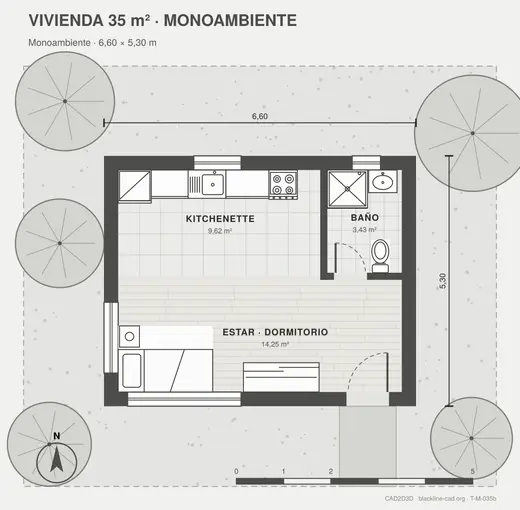 VIVIENDA 35 m² · MONOAMBIENTE
Monoambiente · 6,60 × 5,30 m
6,60
KITCHENETTE
9,62 m²
BAÑO
3,43 m²
5,30
ESTAR · DORMITORIO
14,25 m²
N
0 1 2 5
CAD2D3D · blackline-cad.org · T-M-035b